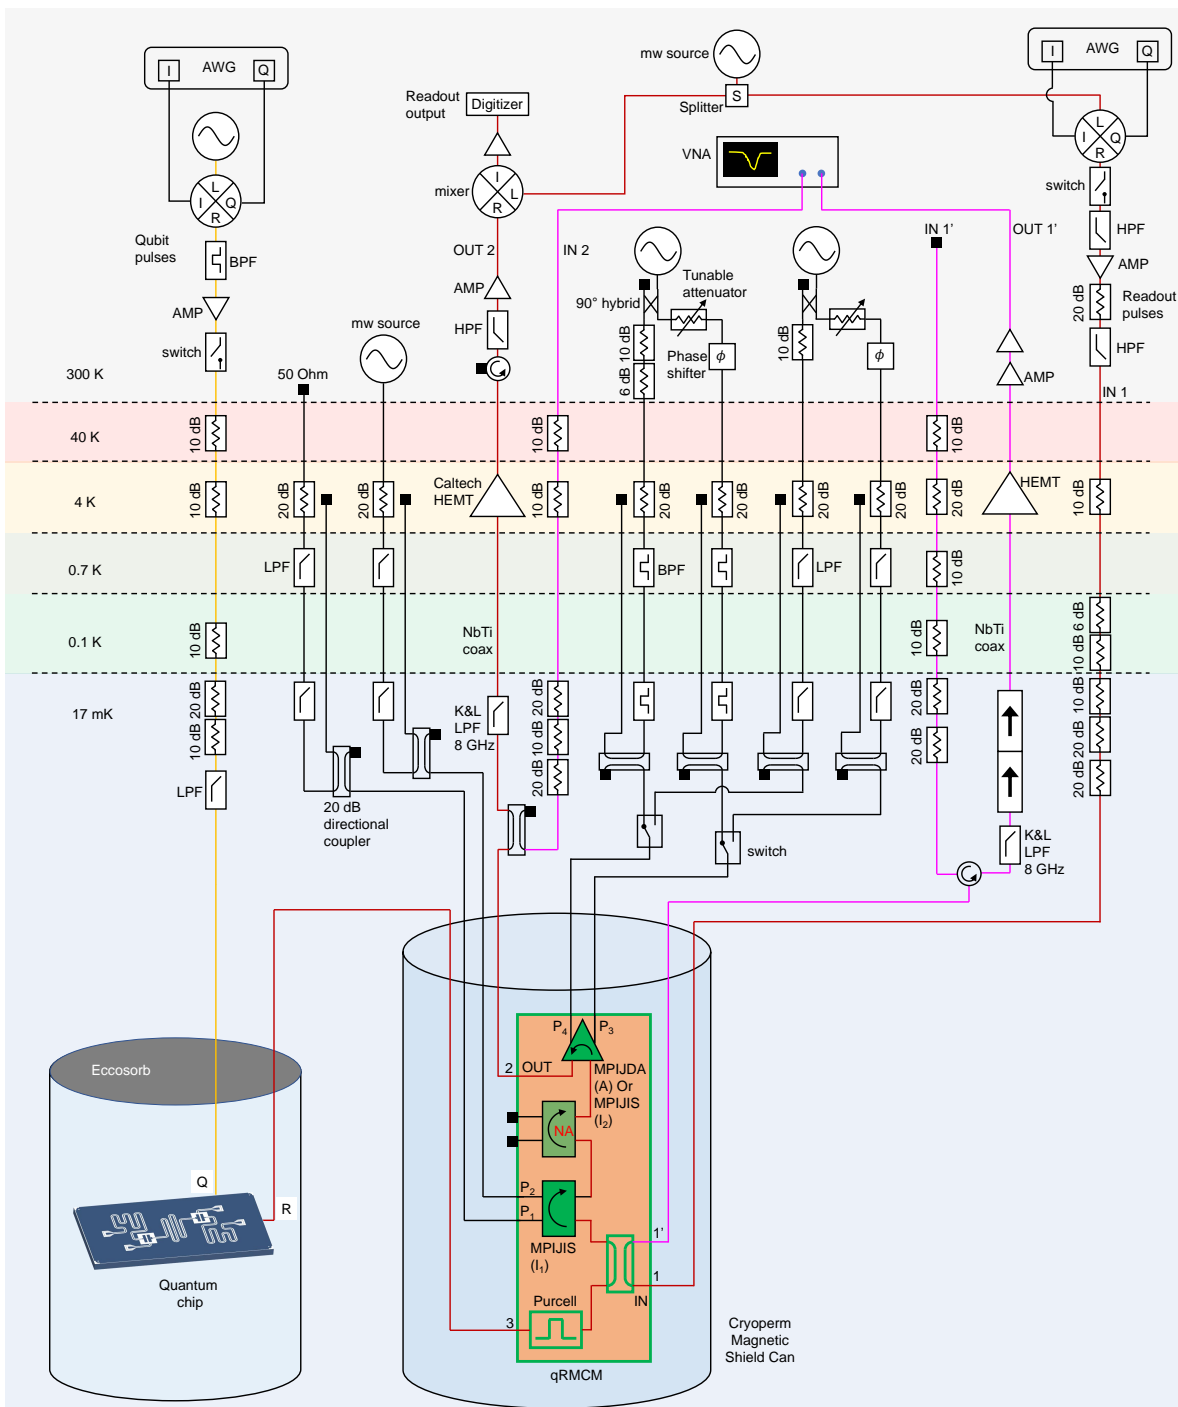 mw source
AWG
I
Q
AWG
I
Q
Readout
output
Digitizer
S
Splitter
L
I
Q
R
VNA
mixer
I
L
R
L
I
Q
R
switch
HPF
AMP
Readout
pulses
20 dB
HPF
IN 1
Qubit
pulses
BPF
AMP
switch
OUT 2
IN 2
AMP
HPF
mw source
50 Ohm
90° hybrid
Tunable
attenuator
10 dB
6 dB
Phase
shifter
ϕ
10 dB
ϕ
IN 1'
OUT 1'
AMP
300 K
40 K
10 dB
10 dB
10 dB
4 K
10 dB
20 dB
20 dB
Caltech
HEMT
10 dB
20 dB
20 dB
20 dB
20 dB
20 dB
HEMT
10 dB
0.7 K
LPF
BPF
LPF
10 dB
0.1 K
10 dB
NbTi
coax
10 dB
NbTi
coax
6 dB
10 dB
17 mK
20 dB
10 dB
LPF
K&L
LPF
8 GHz
20 dB
10 dB
20 dB
20 dB
20 dB
10 dB
20 dB
20 dB
20 dB
directional
coupler
switch
K&L
LPF
8 GHz
P4
P3
2
OUT
MPIJDA
(A) Or
MPIJIS
(I2)
NA
P2
P1
MPIJIS
(I1)
1'
1
IN
Purcell
3
qRMCM
Eccosorb
Q
R
Quantum
chip
Cryoperm
Magnetic
Shield Can